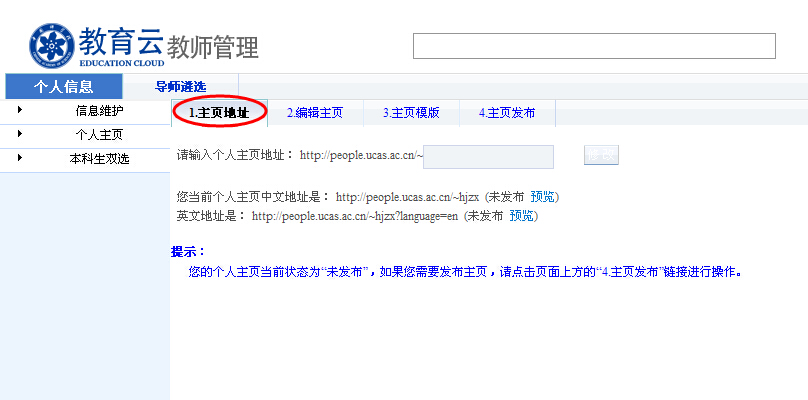 教育云 教师管理
EDUCATION CLOUD
个人信息 导师遴选
信息维护
个人主页
本科生双选
1.主页地址 2.编辑主页 3.主页模版 4.主页发布
请输入个人主页地址： http://people.ucas.ac.cn/~
您当前个人主页中文地址是： http://people.ucas.ac.cn/~hjzx (未发布 预览)
英文地址是： http://people.ucas.ac.cn/~hjzx?language=en (未发布 预览)
提示：
您的个人主页当前状态为“未发布”，如果您需要发布主页，请点击页面上方的“4.主页发布”链接进行操作。